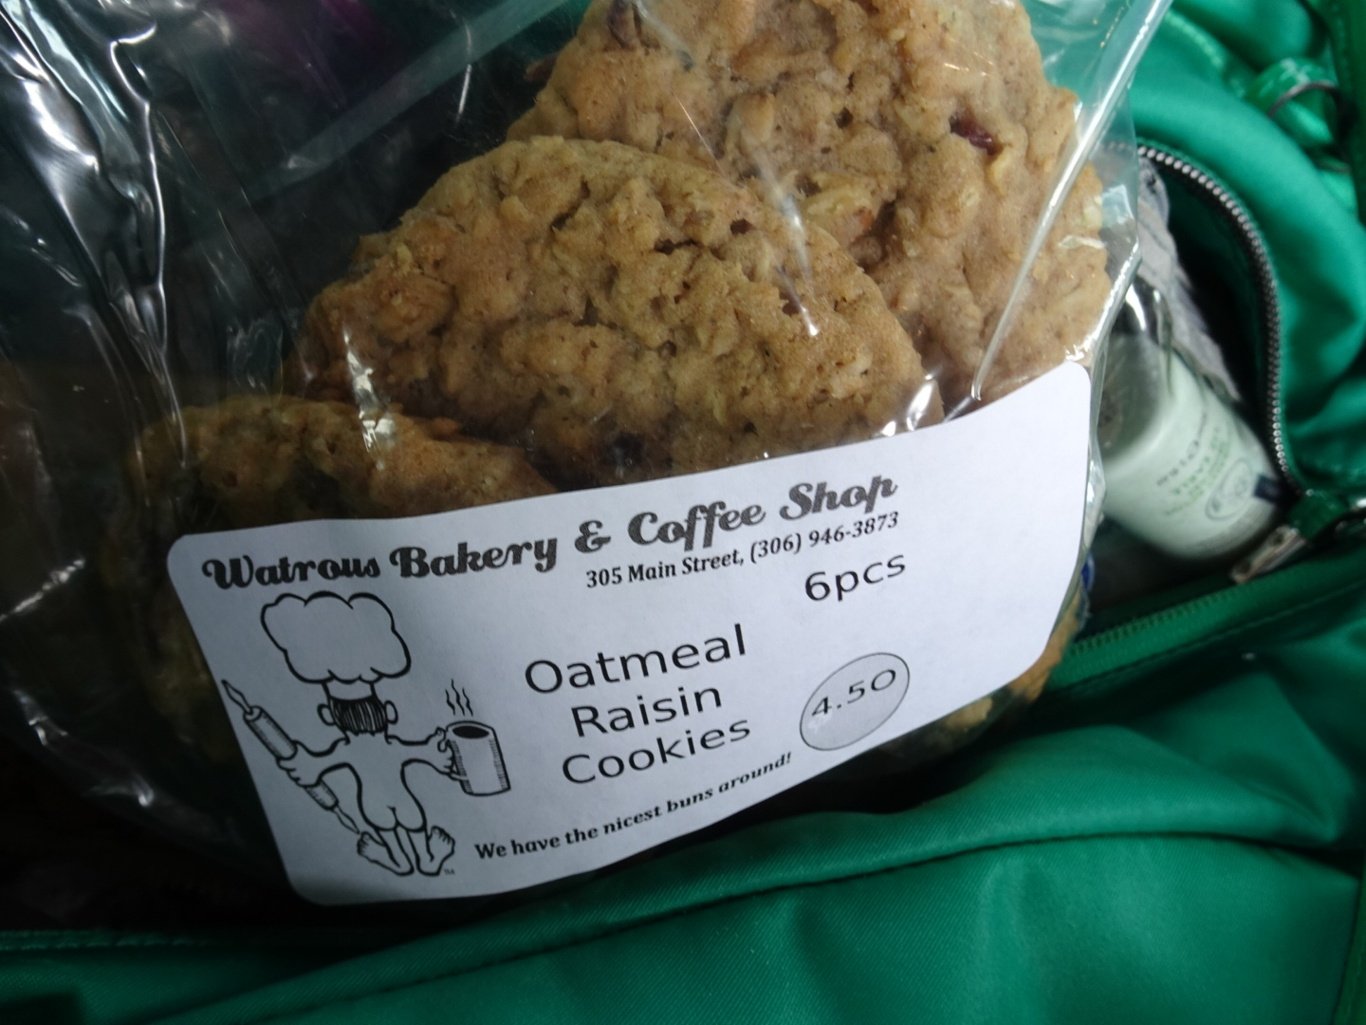 Watrous Bakery & Coffee Shop
305 Main Street, (306) 946-3873
6pcs
Oatmeal
Raisin
Cookies
4.50
We have the nicest buns around!
TM